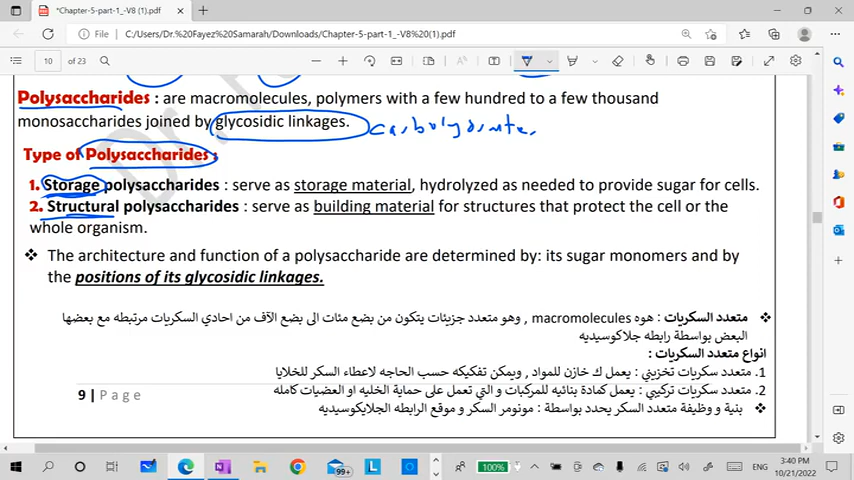 *Chapter-5-part-1_-V8 (1).pdf
File
C:/Users/Dr.%20Fayez%20Samarah/Downloads/Chapter-5-part-1_-V8%20(1).pdf
10 of 23
Polysaccharides : are macromolecules, polymers with a few hundred to a few thousand
monosaccharides joined by glycosidic linkages.
Type of Polysaccharides :
1. Storage polysaccharides : serve as storage material, hydrolyzed as needed to provide sugar for cells.
2. Structural polysaccharides : serve as building material for structures that protect the cell or the
whole organism.
The architecture and function of a polysaccharide are determined by: its sugar monomers and by
the positions of its glycosidic linkages.
متعدد السكريات : هوه macromolecules , وهو متعدد جزيئات يتكون من بضع مئات الى بضع الآف من احادي السكريات مرتبطه مع بعضها
البعض بواسطة رابطه جلاكوسيديه
انواع متعدد السكريات :
1. متعدد سكريات تخزيني : يعمل ك خازن للمواد , ويمكن تفكيكه حسب الحاجه لاعطاء السكر للخلايا
2. متعدد سكريات تركيبي : يعمل كمادة بنائيه للمركبات و التي تعمل على حماية الخليه او العضيات كامله
بنية و وظيفة متعدد السكر يحدد بواسطة : مونومر السكر و موقع الرابطه الجلايكوسيديه
9 | P a g e
99+
100%
ENG
3:40 PM
10/21/2022